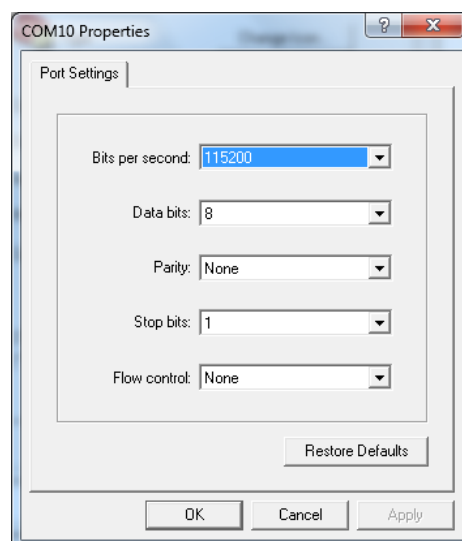 COM10 Properties
Port Settings
Bits per second: 115200
Data bits: 8
Parity: None
Stop bits: 1
Flow control: None
Restore Defaults
OK Cancel Apply